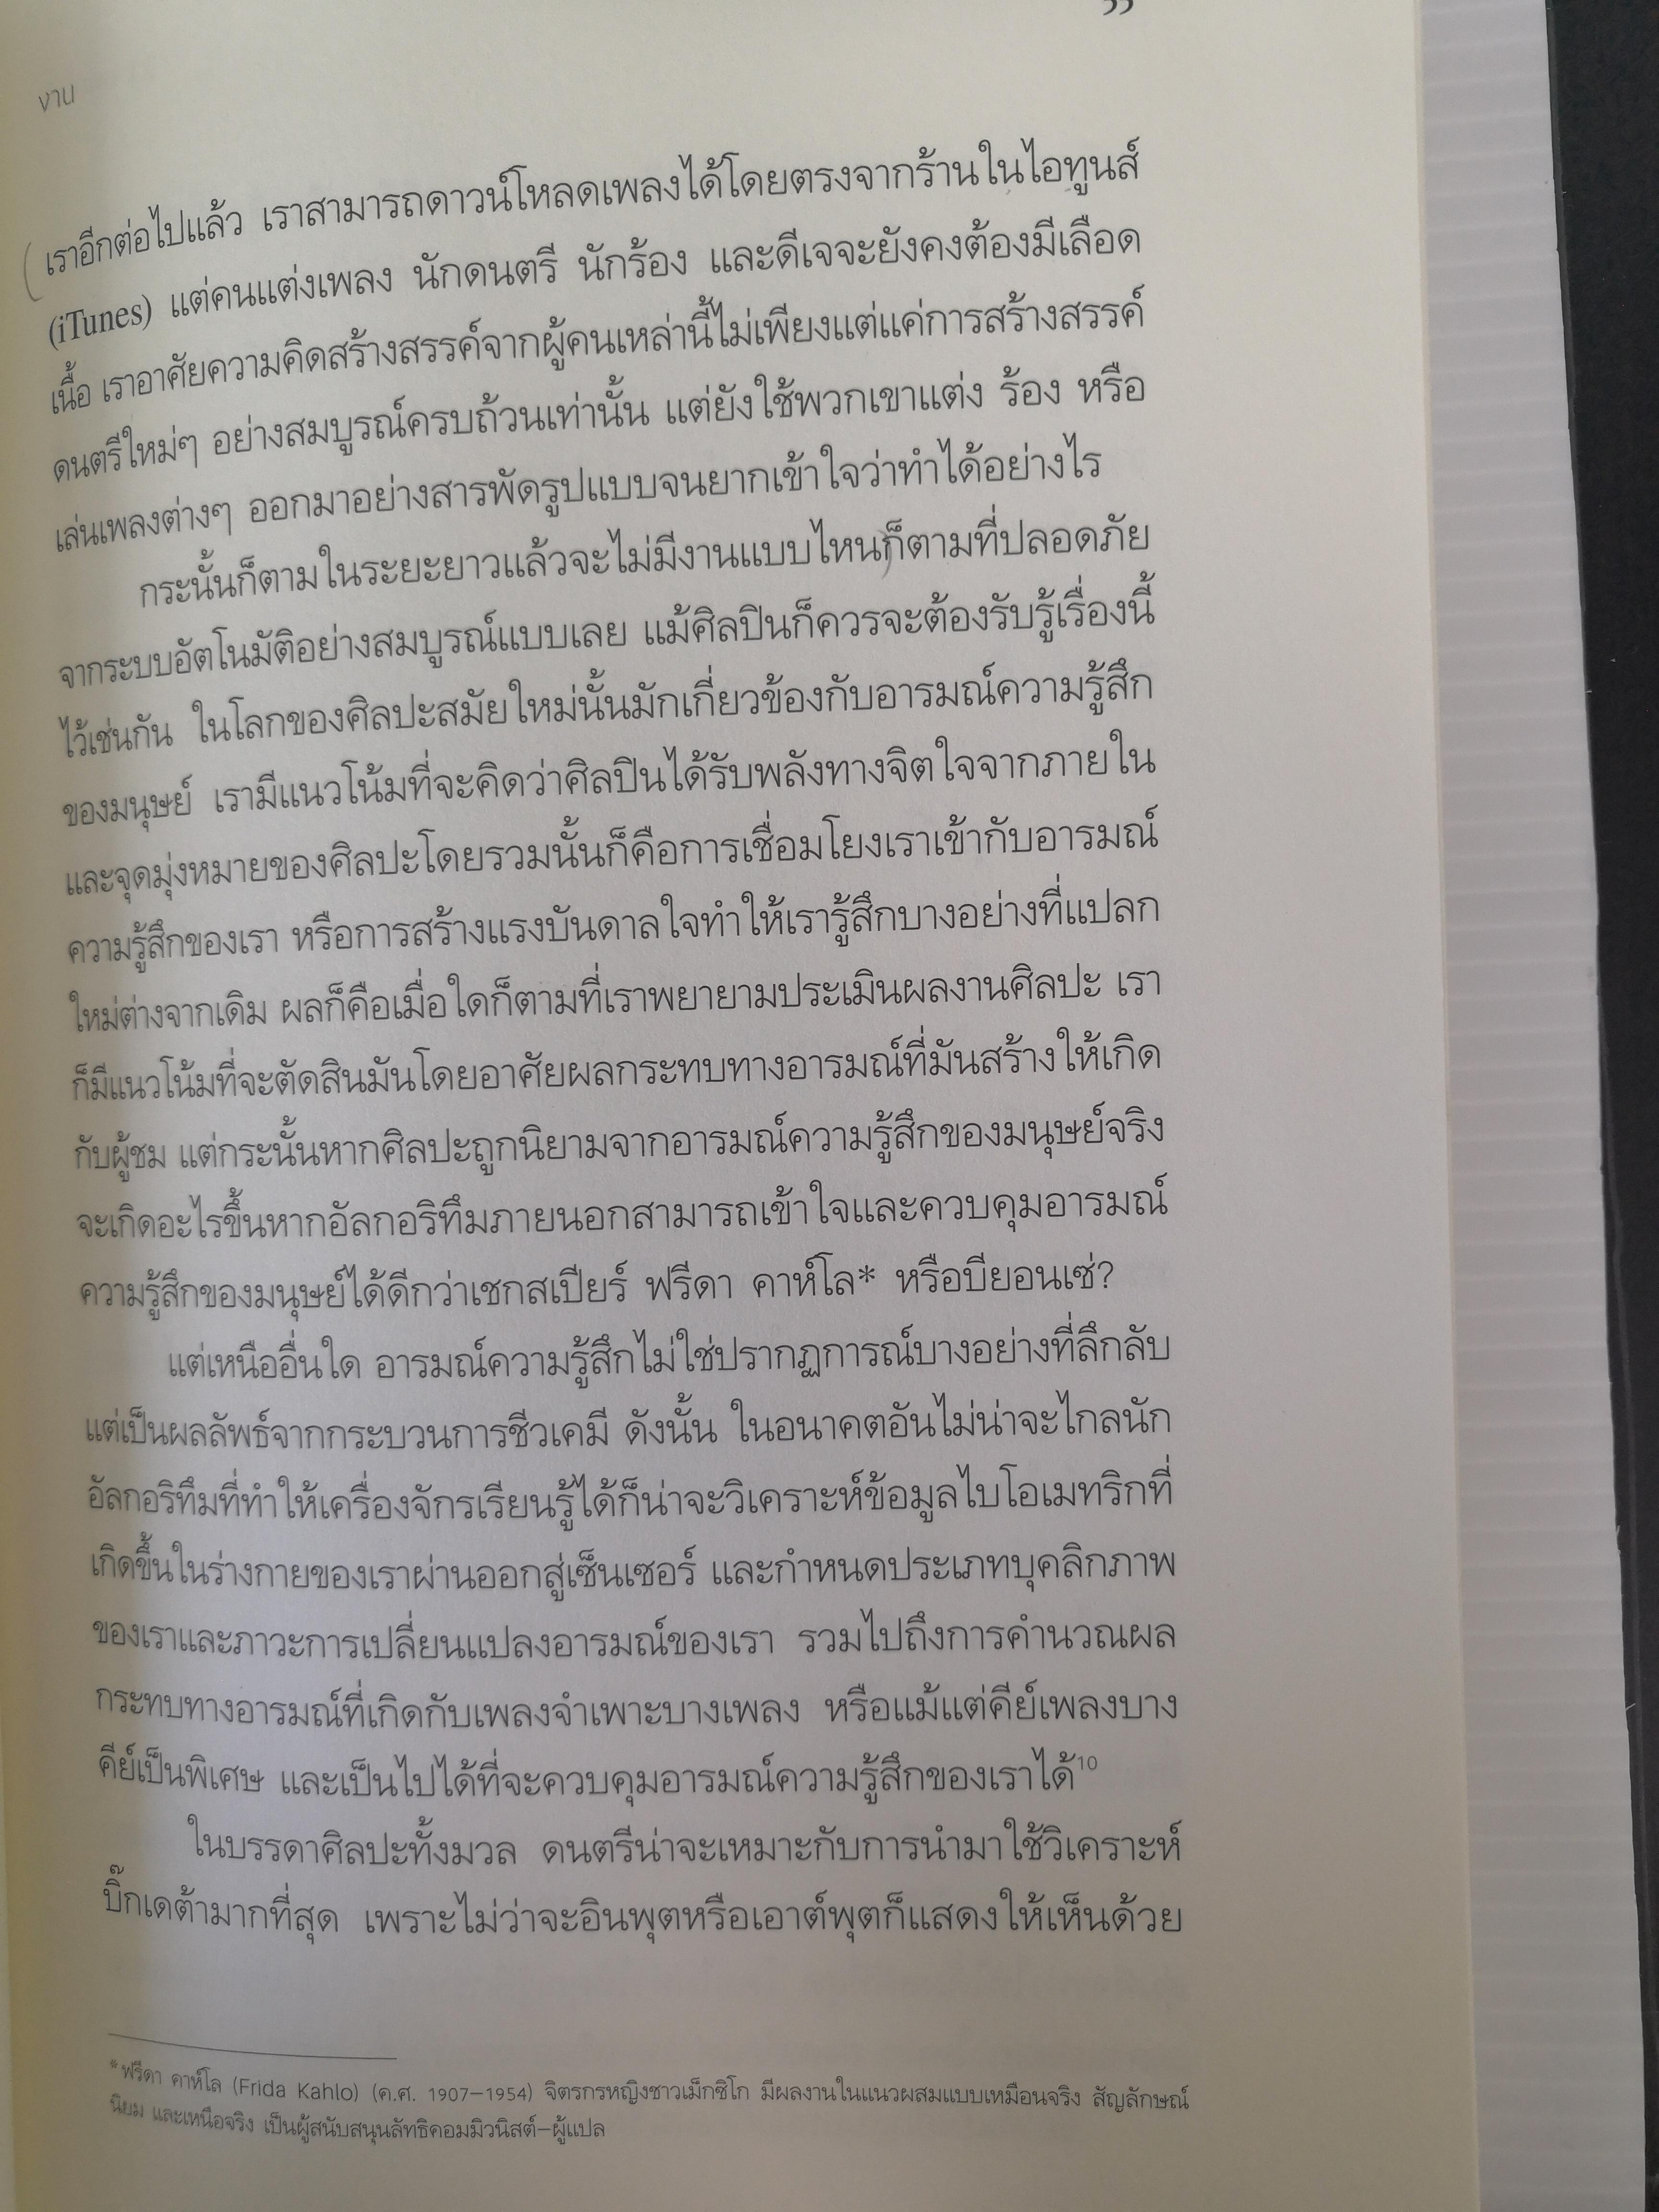 งาน
เราอีกต่อไปแล้ว เราสามารถดาวน์โหลดเพลงได้โดยตรงจากร้านในไอทูนส์
(iTunes) แต่คนแต่งเพลง นักดนตรี นักร้อง และดีเจจะยังคงต้องมีเลือด
เนื้อ เราอาศัยความคิดสร้างสรรค์จากผู้คนเหล่านี้ไม่เพียงแต่แค่การสร้างสรรค์
ดนตรีใหม่ๆ อย่างสมบูรณ์ครบถ้วนเท่านั้น แต่ยังใช้พวกเขาแต่ง ร้อง หรือ
เล่นเพลงต่างๆ ออกมาอย่างสารพัดรูปแบบจนยากเข้าใจว่าทำได้อย่างไร
กระนั้นก็ตามในระยะยาวแล้วจะไม่มีงานแบบไหนก็ตามที่ปลอดภัย
จากระบบอัตโนมัติอย่างสมบูรณ์แบบเลย แม้ศิลปินก็ควรจะต้องรับรู้เรื่องนี้
ไว้เช่นกัน ในโลกของศิลปะสมัยใหม่นั้นมักเกี่ยวข้องกับอารมณ์ความรู้สึก
ของมนุษย์ เรามีแนวโน้มที่จะคิดว่าศิลปินได้รับพลังทางจิตใจจากภายใน
และจุดมุ่งหมายของศิลปะโดยรวมนั้นก็คือการเชื่อมโยงเราเข้ากับอารมณ์
ความรู้สึกของเรา หรือการสร้างแรงบันดาลใจทำให้เรารู้สึกบางอย่างที่แปลก
ใหม่ต่างจากเดิม ผลก็คือเมื่อใดก็ตามที่เราพยายามประเมินผลงานศิลปะ เรา
ก็มีแนวโน้มที่จะตัดสินมันโดยอาศัยผลกระทบทางอารมณ์ที่มันสร้างให้เกิด
กับผู้ชม แต่กระนั้นหากศิลปะถูกนิยามจากอารมณ์ความรู้สึกของมนุษย์จริง
จะเกิดอะไรขึ้นหากอัลกอริทึมภายนอกสามารถเข้าใจและควบคุมอารมณ์
ความรู้สึกของมนุษย์ได้ดีกว่าเชกสเปียร์ ฟรีดา คาห์โล* หรือบียอนเซ่?
แต่เหนืออื่นใด อารมณ์ความรู้สึกไม่ใช่ปรากฏการณ์บางอย่างที่ลึกลับ
แต่เป็นผลลัพธ์จากกระบวนการชีวเคมี ดังนั้น ในอนาคตอันไม่น่าจะไกลนัก
อัลกอริทึมที่ทำให้เครื่องจักรเรียนรู้ได้ก็น่าจะวิเคราะห์ข้อมูลไบโอเมทริกที่
เกิดขึ้นในร่างกายของเราผ่านออกสู่เซ็นเซอร์ และกำหนดประเภทบุคลิกภาพ
ของเราและภาวะการเปลี่ยนแปลงอารมณ์ของเรา รวมไปถึงการคำนวณผล
กระทบทางอารมณ์ที่เกิดกับเพลงจำเพาะบางเพลง หรือแม้แต่คีย์เพลงบาง
คีย์เป็นพิเศษ และเป็นไปได้ที่จะควบคุมอารมณ์ความรู้สึกของเราได้¹⁰
ในบรรดาศิลปะทั้งมวล ดนตรีน่าจะเหมาะกับการนำมาใช้วิเคราะห์
บิ๊กเดต้ามากที่สุด เพราะไม่ว่าจะอินพุตหรือเอาต์พุตก็แสดงให้เห็นด้วย
*ฟรีดา คาห์โล (Frida Kahlo) (ค.ศ. 1907–1954) จิตรกรหญิงชาวเม็กซิโก มีผลงานในแนวผสมแบบเหมือนจริง สัญลักษณ์
นิยม และเหนือจริง เป็นผู้สนับสนุนลัทธิคอมมิวนิสต์–ผู้แปล